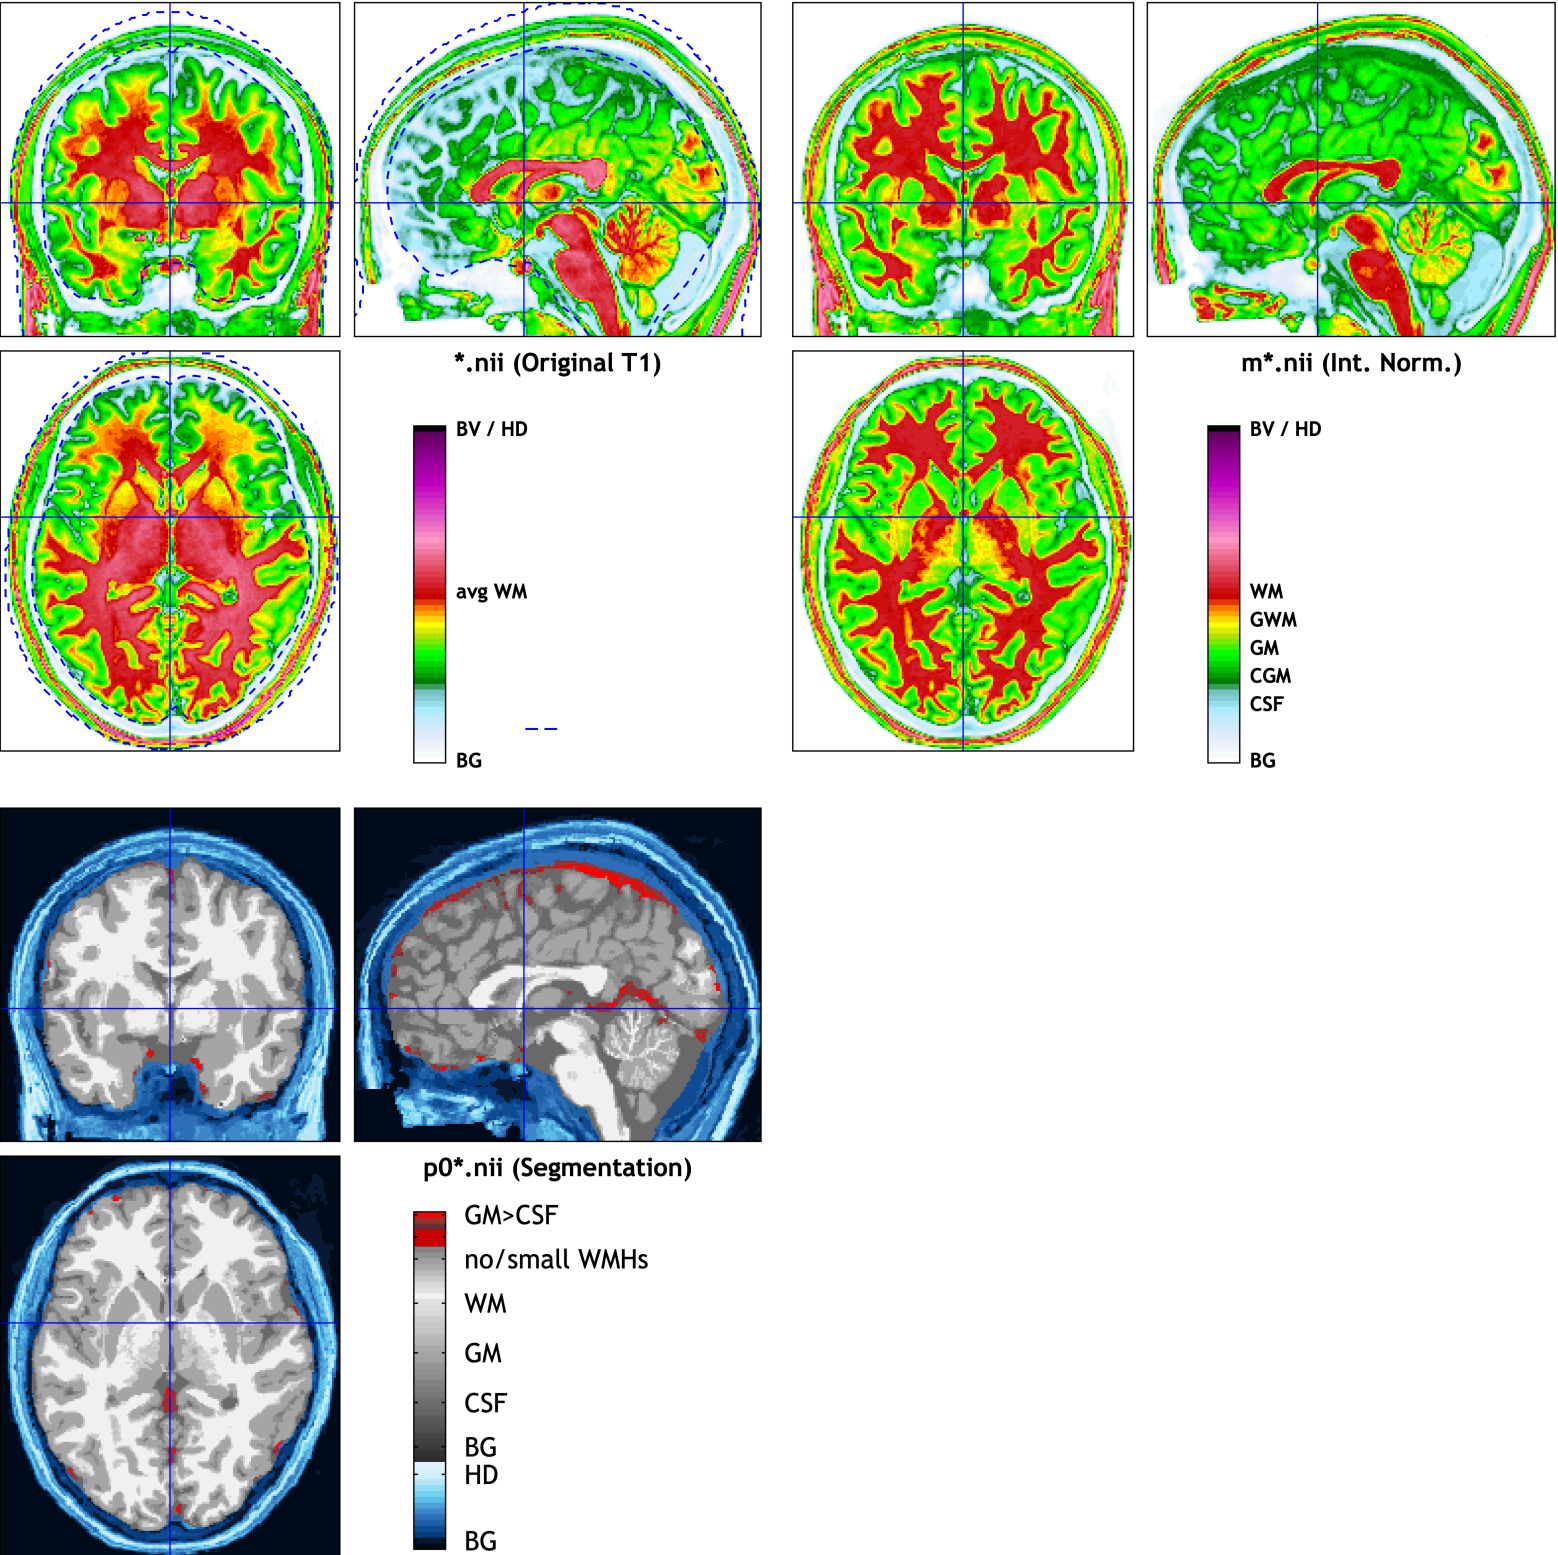 *.nii (Original T1)
BV / HD
avg WM
BG
m*.nii (Int. Norm.)
BV / HD
WM
GWM
GM
CGM
CSF
BG
p0*.nii (Segmentation)
GM>CSF
no/small WMHs
WM
GM
CSF
BG
HD
BG